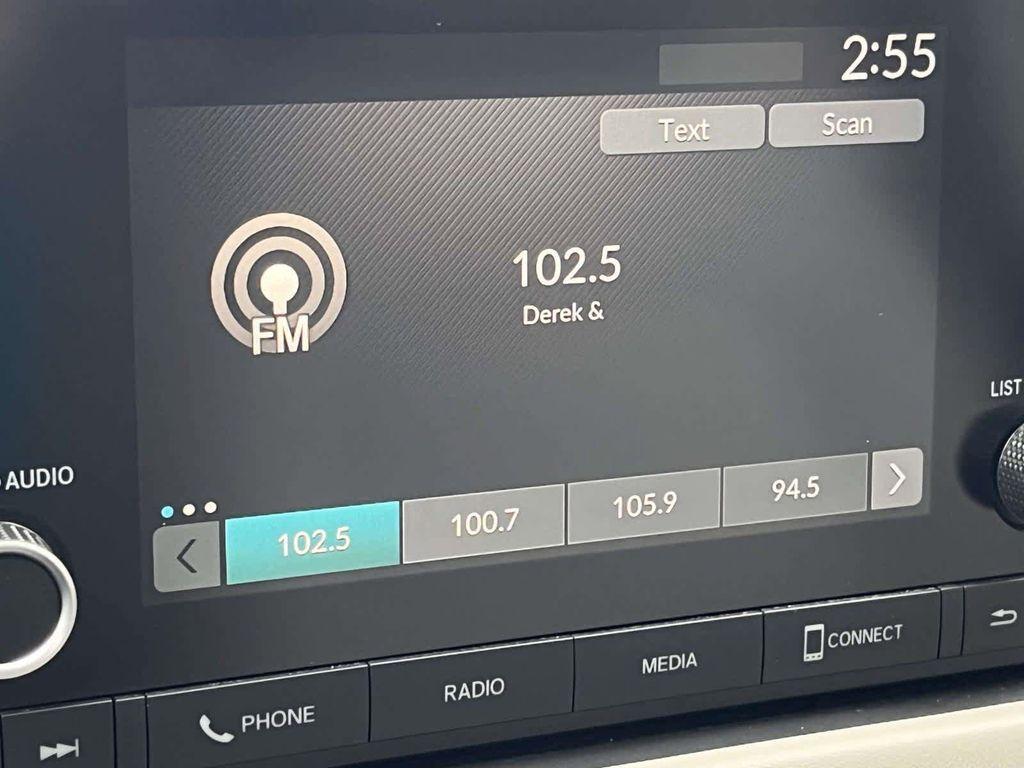 2:55
Text Scan
102.5
Derek &
FM
LIST
AUDIO
102.5 100.7 105.9 94.5
PHONE RADIO MEDIA CONNECT